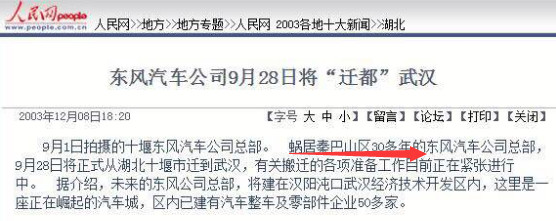 人民网people
www.people.com.cn
人民网>>地方>>地方专题>>人民网 2003各地十大新闻>>湖北
东风汽车公司9月28日将“迁都”武汉
2003年12月08日18:20 【字号 大 中 小】【留言】【论坛】【打印】【关闭】
9月1日拍摄的十堰东风汽车公司总部。 蜗居秦巴山区30多年的东风汽车公司总部，
9月28日将正式从湖北十堰市迁到武汉，有关搬迁的各项准备工作目前正在紧张进行
中。 据介绍，未来的东风公司总部，将建在汉阳沌口武汉经济技术开发区内，这里是一
座正在崛起的汽车城，区内已建有汽车整车及零部件企业50多家。